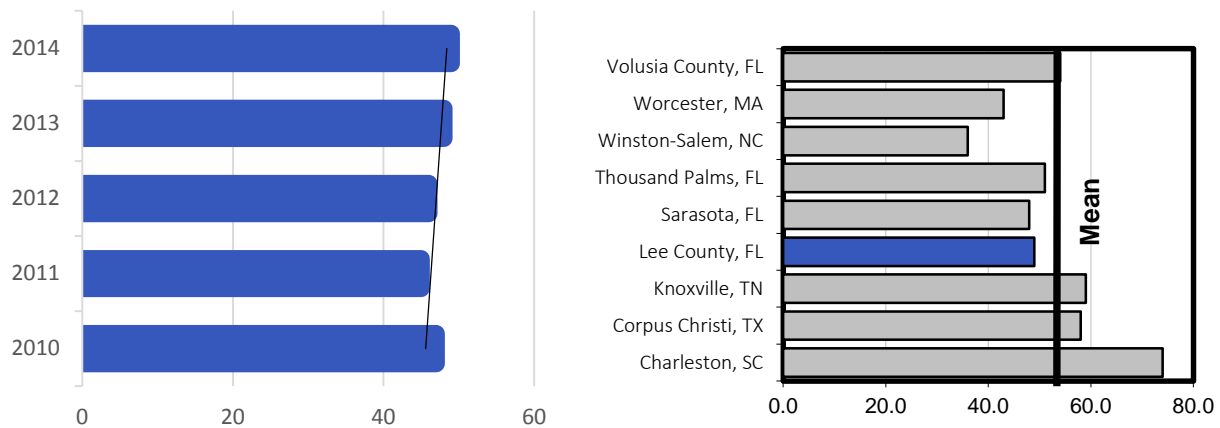 2014
2013
2012
2011
2010
0 20 40 60
Volusia County, FL
Worcester, MA
Winston-Salem, NC
Thousand Palms, FL
Sarasota, FL
Lee County, FL
Knoxville, TN
Corpus Christi, TX
Charleston, SC
Mean
0.0 20.0 40.0 60.0 80.0